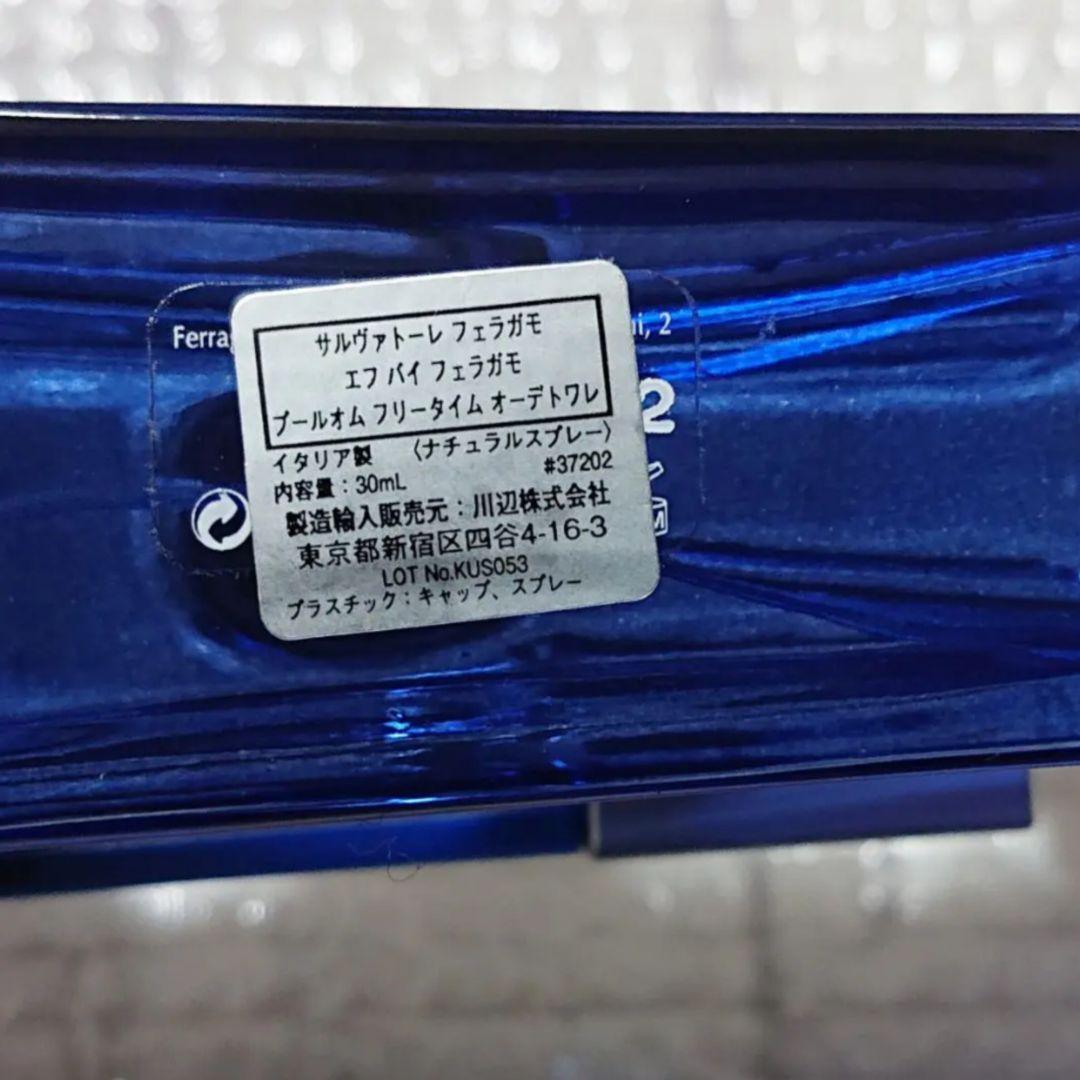 サルヴァトーレ フェラガモ
エフ バイ フェラガモ
プールオム フリータイム オーデトワレ
イタリア製 〈ナチュラルスプレー〉
内容量：30mL #37202
製造輸入販売元：川辺株式会社
東京都新宿区四谷4-16-3
LOT No.KUS053
プラスチック：キャップ、スプレー
Ferra
i, 2
2